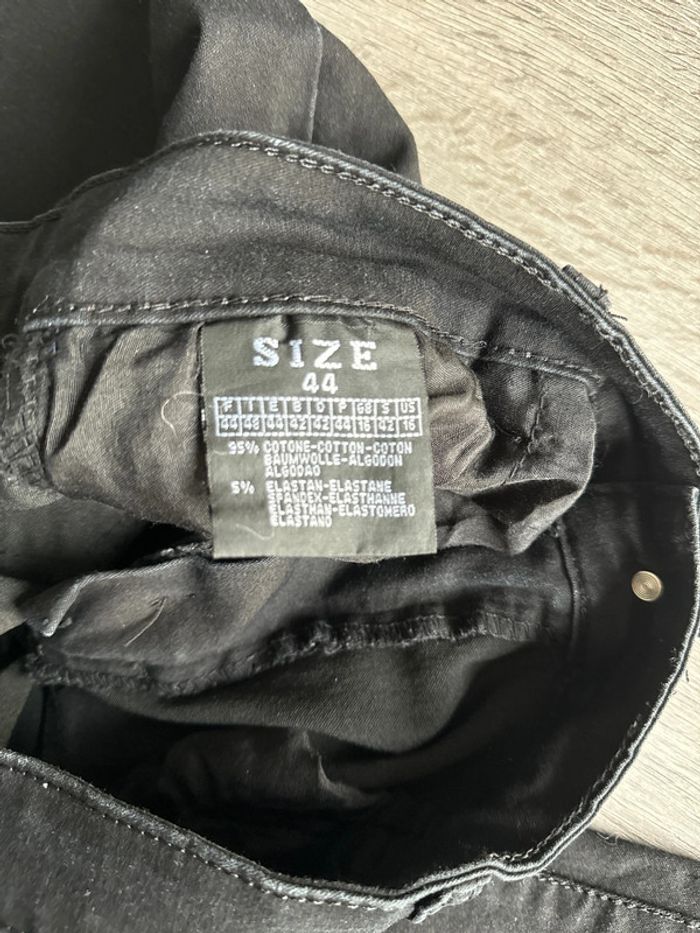 SIZE
44
F I E B D P GB S US
44 48 44 42 42 44 16 42 16
95% COTONE-COTTON-COTON
BAUMWOLLE-ALGODON
ALGODAO
5% ELASTAN-ELASTANE
SPANDEX-ELASTHANNE
ELASTHAN-ELASTOMERO
ELASTANO